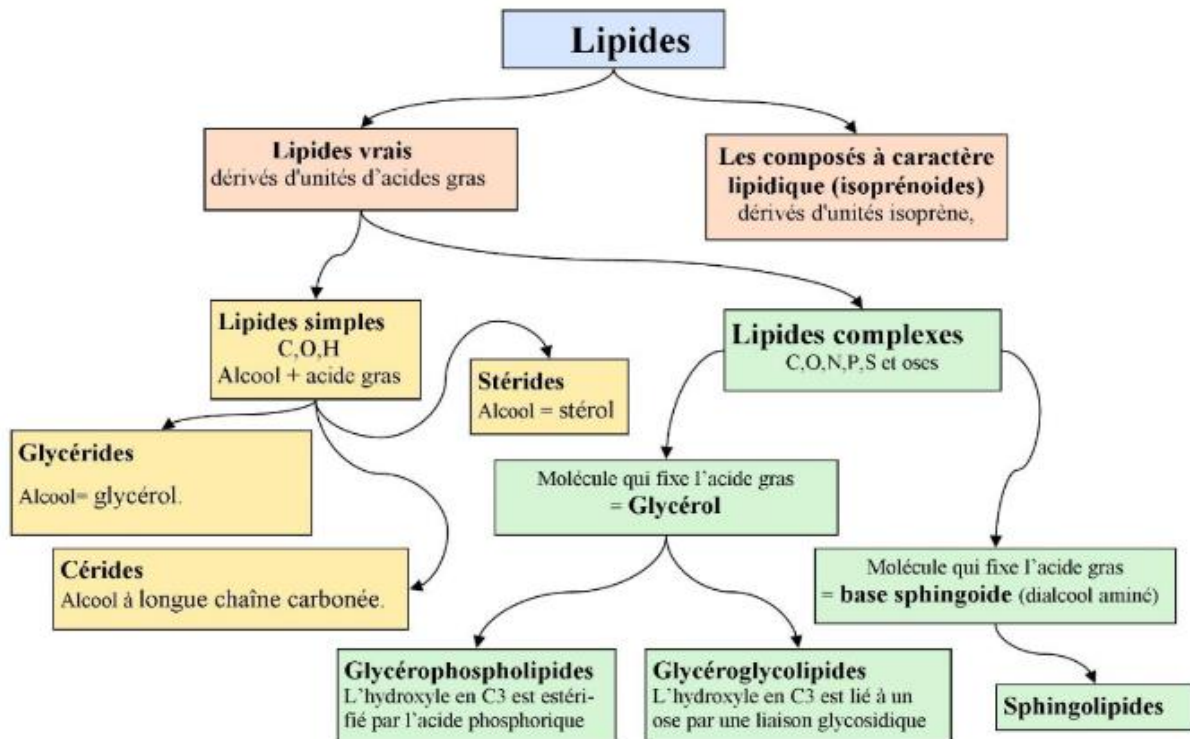 Lipides
Lipides vrais
dérivés d'unités d'acides gras
Les composés à caractère
lipidique (isoprénoides)
dérivés d'unités isoprène,
Lipides simples
C,O,H
Alcool + acide gras
Stérides
Alcool = stérol
Lipides complexes
C,O,N,P,S et oses
Glycérides
Alcool= glycérol.
Cérides
Alcool à longue chaîne carbonée.
Molécule qui fixe l'acide gras
= Glycérol
Molécule qui fixe l'acide gras
= base sphingoide (dialcool aminé)
Glycérophospholipides
L'hydroxyle en C3 est estéri-
fié par l'acide phosphorique
Glycéroglycolipides
L'hydroxyle en C3 est lié à un
ose par une liaison glycosidique
Sphingolipides